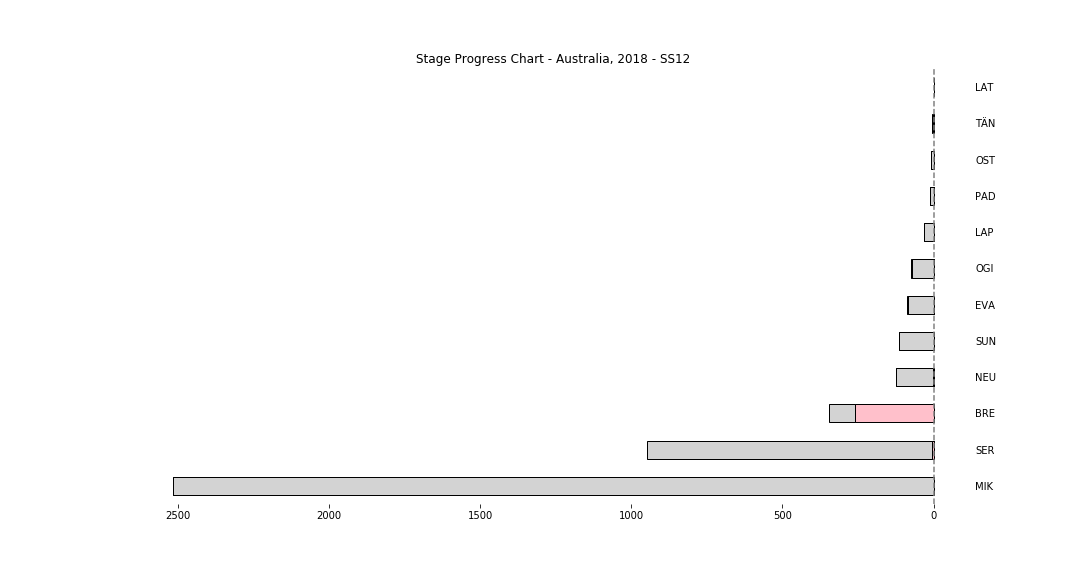 Stage Progress Chart - Australia, 2018 - SS12
LAT
TÄN
OST
PAD
LAP
OGI
EVA
SUN
NEU
BRE
SER
MIK
2500 2000 1500 1000 500 0